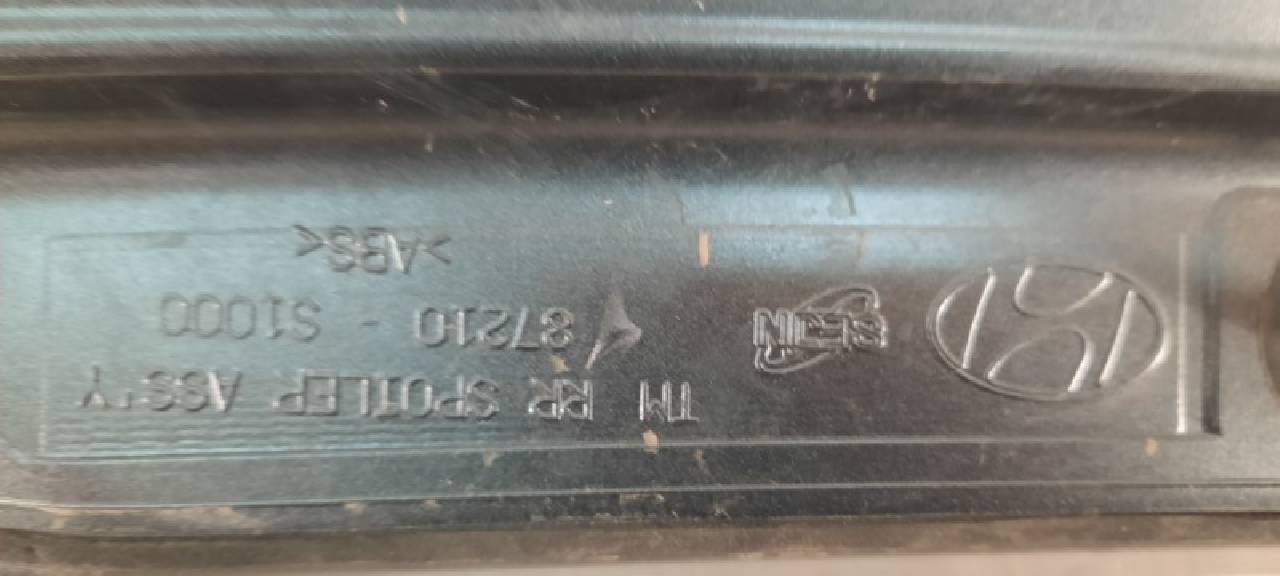 TM RR SPOILER ASS'Y
87210 - S1000
>ABS<